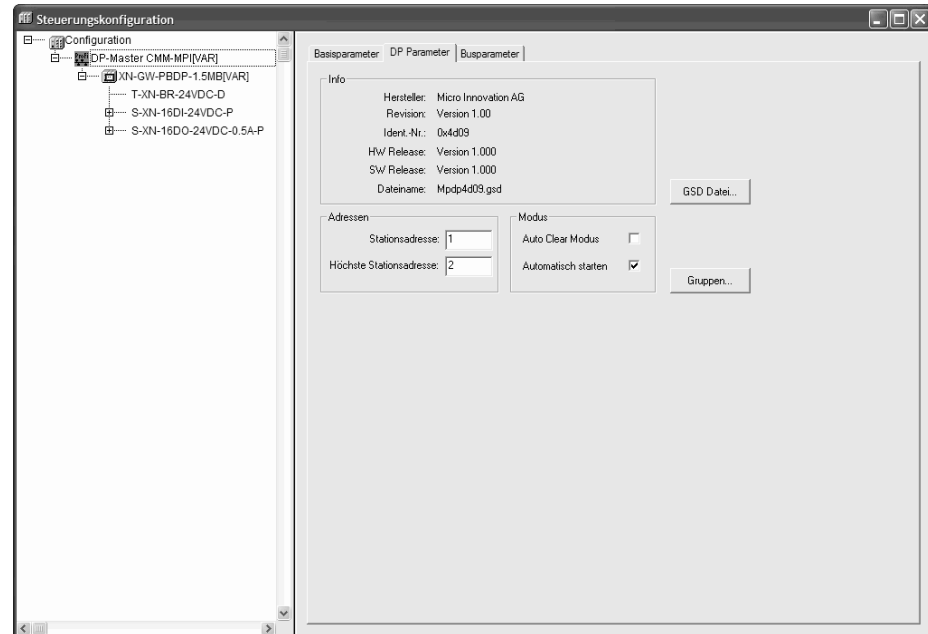 Steuerungskonfiguration
Configuration
DP-Master CMM-MPI[VAR]
XN-GW-PBDP-1.5MB[VAR]
T-XN-BR-24VDC-D
S-XN-16DI-24VDC-P
S-XN-16DO-24VDC-0.5A-P
Basisparameter DP Parameter Busparameter
Info
Hersteller: Micro Innovation AG
Revision: Version 1.00
Ident.-Nr.: 0x4d09
HW Release: Version 1.000
SW Release: Version 1.000
Dateiname: Mpdp4d09.gsd
GSD Datei...
Adressen
Stationsadresse: 1
Höchste Stationsadresse: 2
Modus
Auto Clear Modus
Automatisch starten
Gruppen...